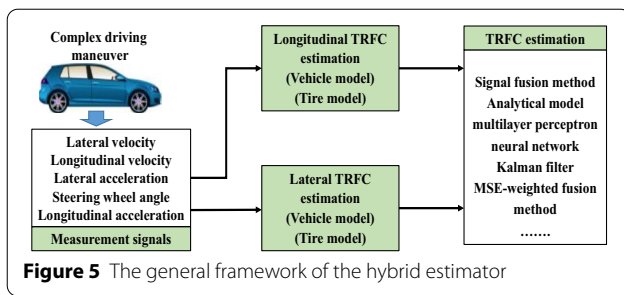 Complex driving
maneuver
Lateral velocity
Longitudinal velocity
Lateral acceleration
Steering wheel angle
Longitudinal acceleration
Measurement signals
Longitudinal TRFC
estimation
(Vehicle model)
(Tire model)
Lateral TRFC
estimation
(Vehicle model)
(Tire model)
TRFC estimation
Signal fusion method
Analytical model
multilayer perceptron
neural network
Kalman filter
MSE-weighted fusion
method
.......
Figure 5 The general framework of the hybrid estimator